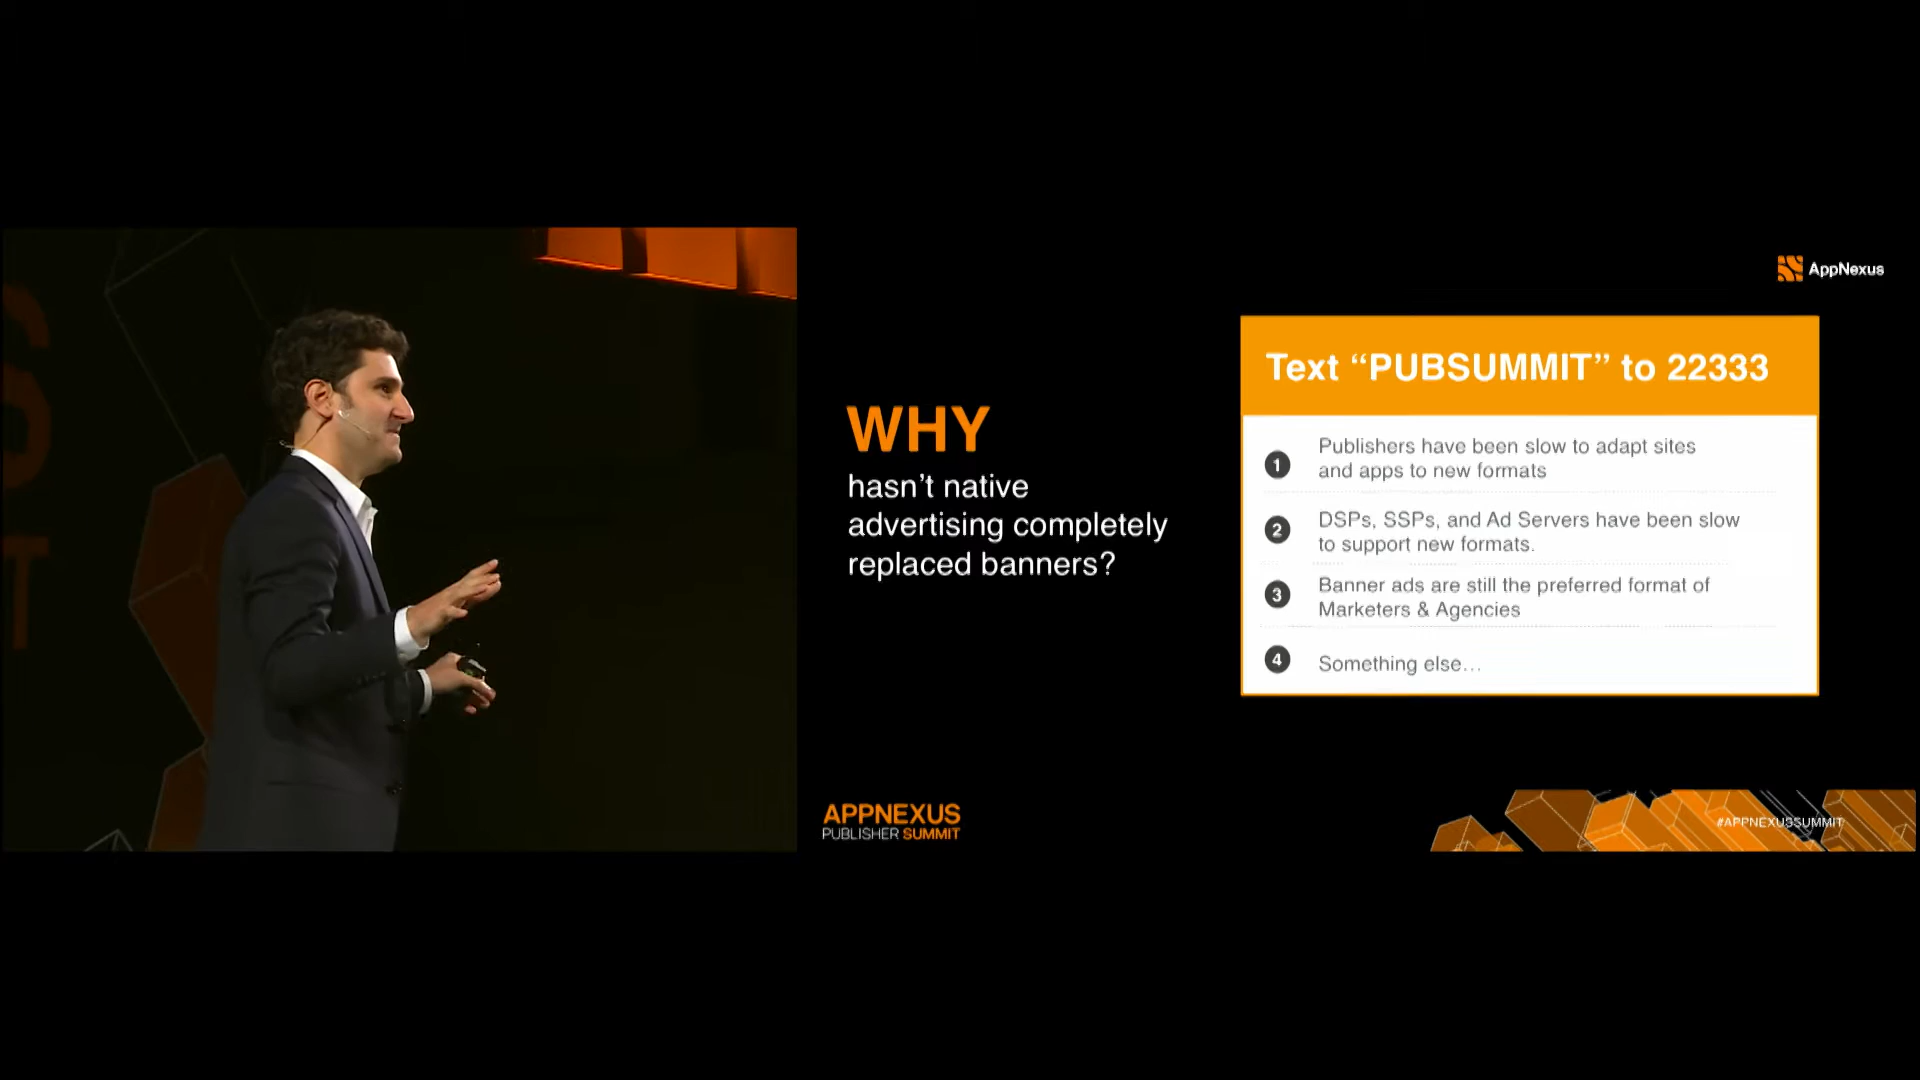 S
T
AppNexus
WHY
hasn’t native
advertising completely
replaced banners?
Text “PUBSUMMIT” to 22333
1 Publishers have been slow to adapt sites
and apps to new formats
2 DSPs, SSPs, and Ad Servers have been slow
to support new formats.
3 Banner ads are still the preferred format of
Marketers & Agencies
4 Something else…
APPNEXUS
PUBLISHER SUMMIT
#APPNEXUSSUMMIT